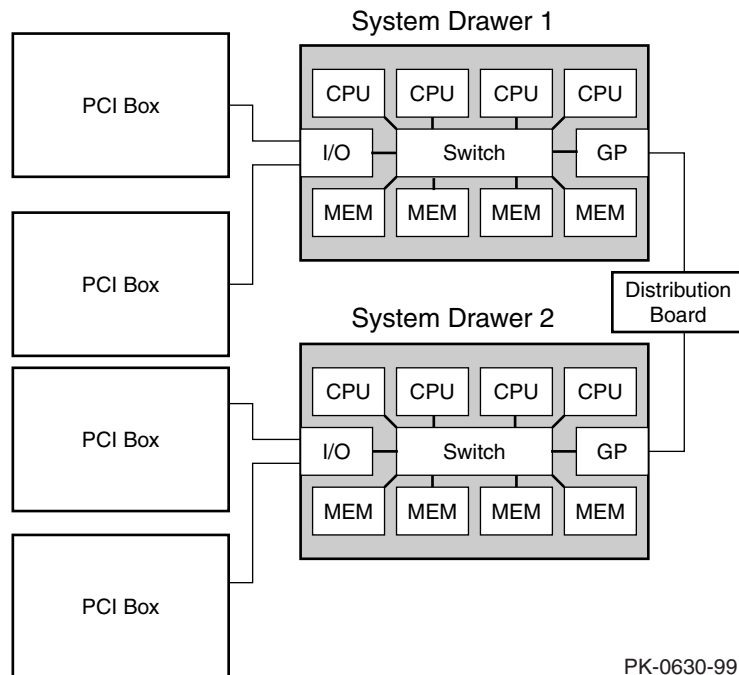 System Drawer 1
PCI Box
CPU CPU CPU CPU
I/O Switch GP
MEM MEM MEM MEM
PCI Box
Distribution
Board
System Drawer 2
CPU CPU CPU CPU
PCI Box
I/O Switch GP
MEM MEM MEM MEM
PCI Box
PK-0630-99